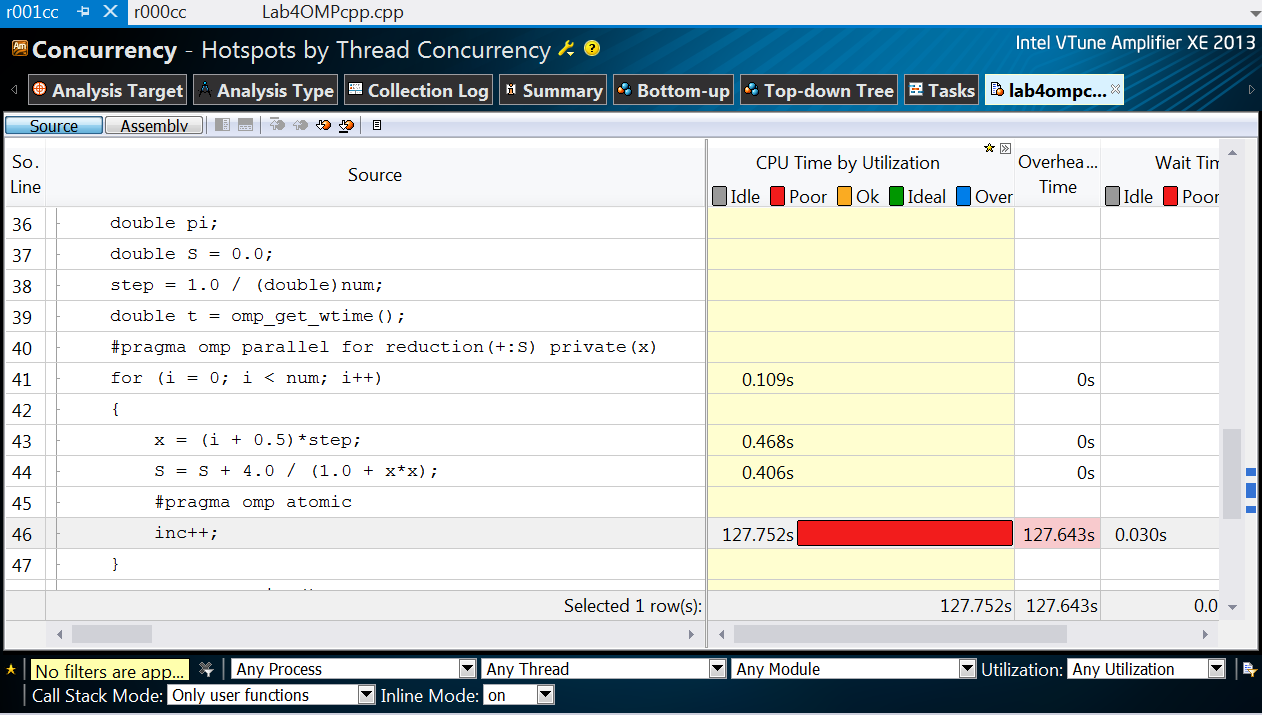 r001cc r000cc Lab4OMPcpp.cpp
Concurrency - Hotspots by Thread Concurrency ? Intel VTune Amplifier XE 2013
Analysis Target Analysis Type Collection Log Summary Bottom-up Top-down Tree Tasks lab4ompc...
Source Assembly
So. Line Source CPU Time by Utilization Overhea... Time Wait Tim
Idle Poor Ok Ideal Over Idle Poor
36 double pi;
37 double S = 0.0;
38 step = 1.0 / (double)num;
39 double t = omp_get_wtime();
40 #pragma omp parallel for reduction(+:S) private(x)
41 for (i = 0; i < num; i++) 0.109s 0s
42 {
43 x = (i + 0.5)*step; 0.468s 0s
44 S = S + 4.0 / (1.0 + x*x); 0.406s 0s
45 #pragma omp atomic
46 inc++; 127.752s 127.643s 0.030s
47 }
Selected 1 row(s): 127.752s 127.643s 0.0
No filters are app... Any Process Any Thread Any Module Utilization: Any Utilization
Call Stack Mode: Only user functions Inline Mode: on